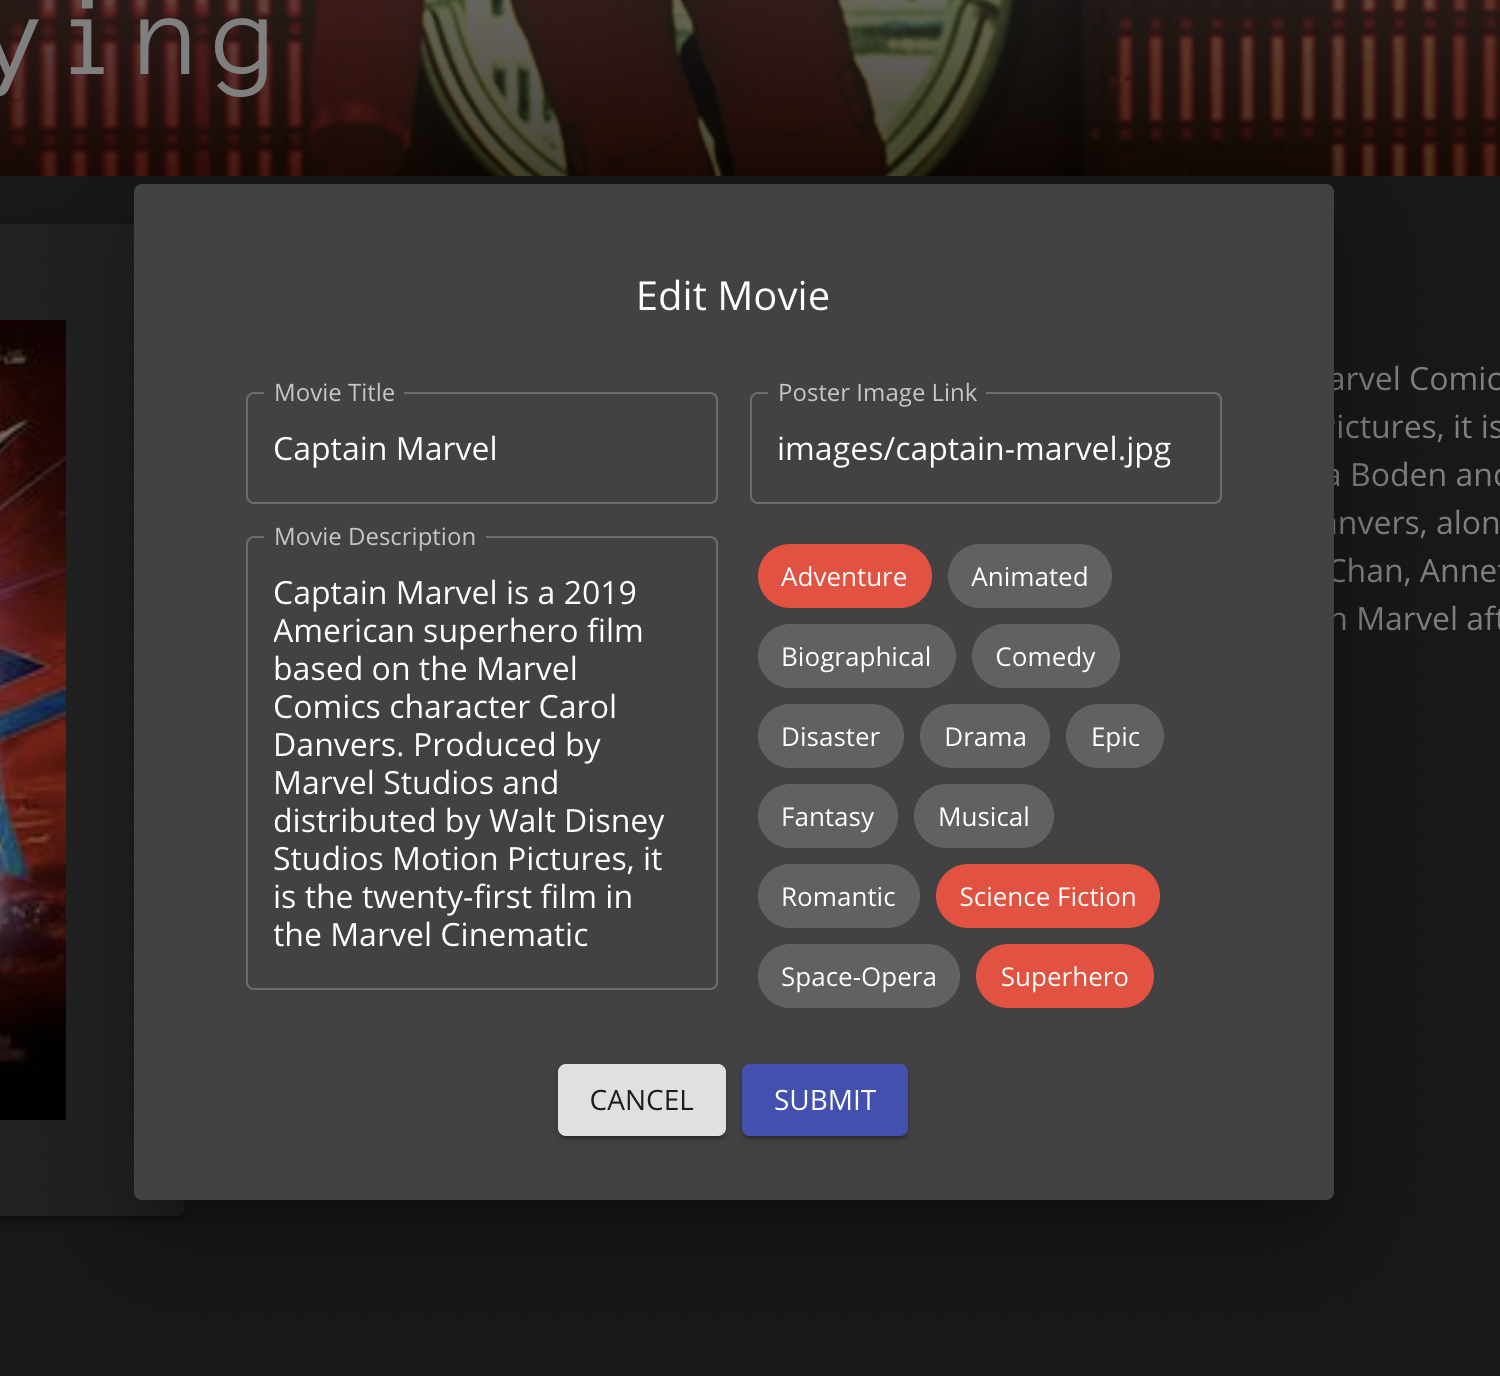 ying
Edit Movie
Movie Title
Captain Marvel
Poster Image Link
images/captain-marvel.jpg
Movie Description
Captain Marvel is a 2019
American superhero film
based on the Marvel
Comics character Carol
Danvers. Produced by
Marvel Studios and
distributed by Walt Disney
Studios Motion Pictures, it
is the twenty-first film in
the Marvel Cinematic
Adventure Animated
Biographical Comedy
Disaster Drama Epic
Fantasy Musical
Romantic Science Fiction
Space-Opera Superhero
CANCEL SUBMIT
arvel Comic
ictures, it is
a Boden and
nvers, alon
Chan, Annet
n Marvel aft